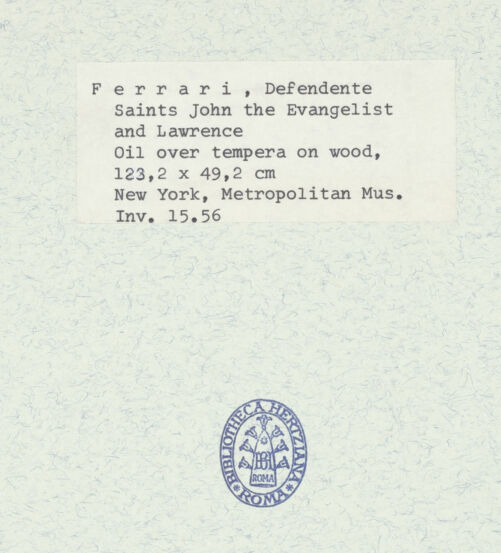 F e r r a r i , Defendente
Saints John the Evangelist
and Lawrence
Oil over tempera on wood,
123,2 x 49,2 cm
New York, Metropolitan Mus.
Inv. 15.56
BIBLIOTHECA HERTZIANA
ROMA
ROMA